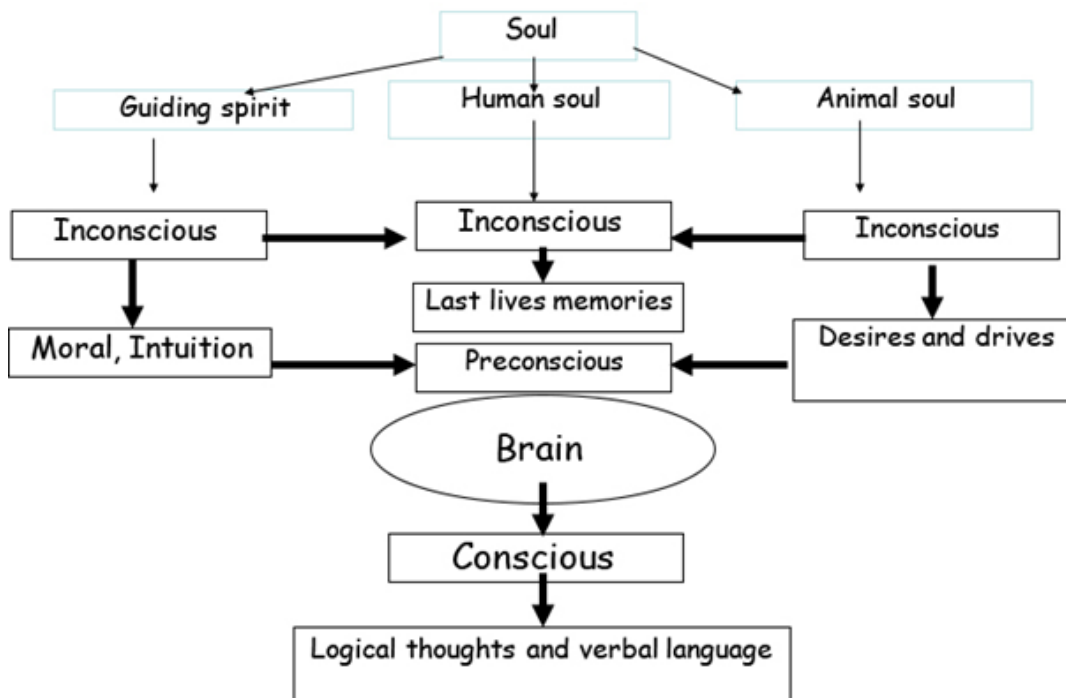 Soul
Guiding spirit
Human soul
Animal soul
Inconscious
Inconscious
Inconscious
Last lives memories
Moral, Intuition
Preconscious
Desires and drives
Brain
Conscious
Logical thoughts and verbal language